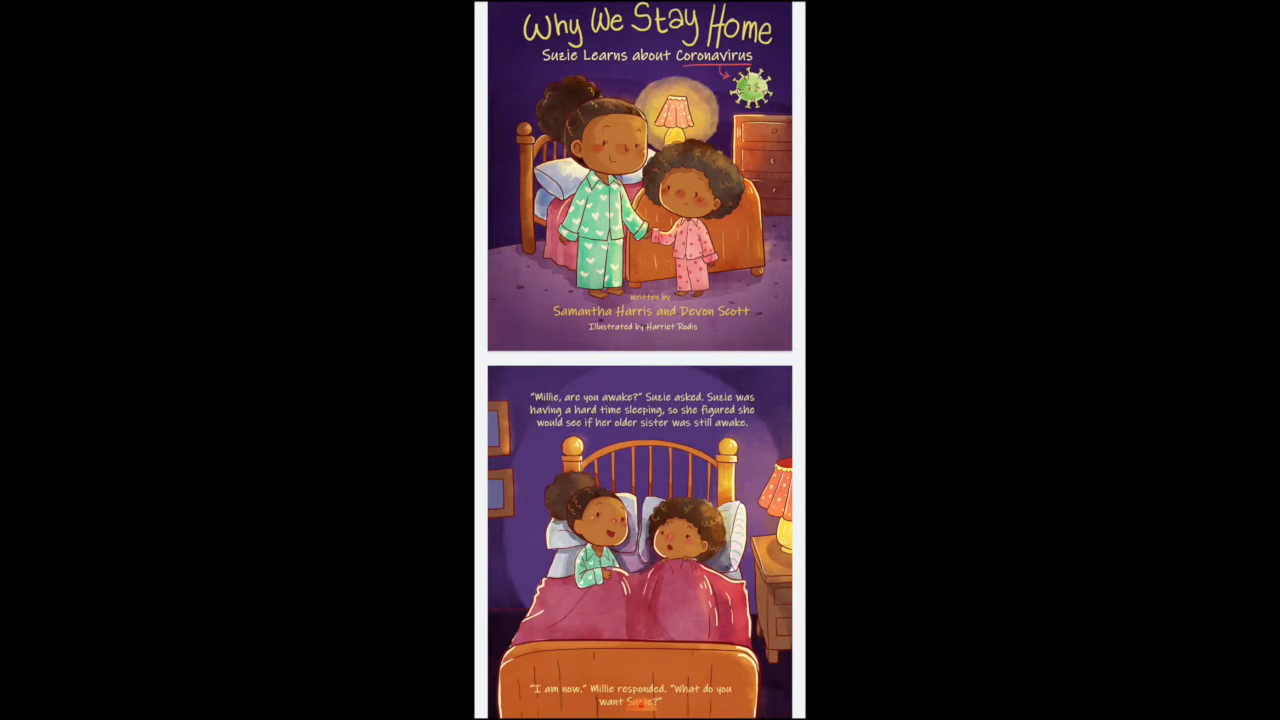 Why We Stay Home
Suzie Learns about Coronavirus
written by
Samantha Harris and Devon Scott
Illustrated by Harriet Rodis
"Millie, are you awake?" Suzie asked. Suzie was
having a hard time sleeping, so she figured she
would see if her older sister was still awake.
"I am now." Millie responded. "What do you
want Suzie?"